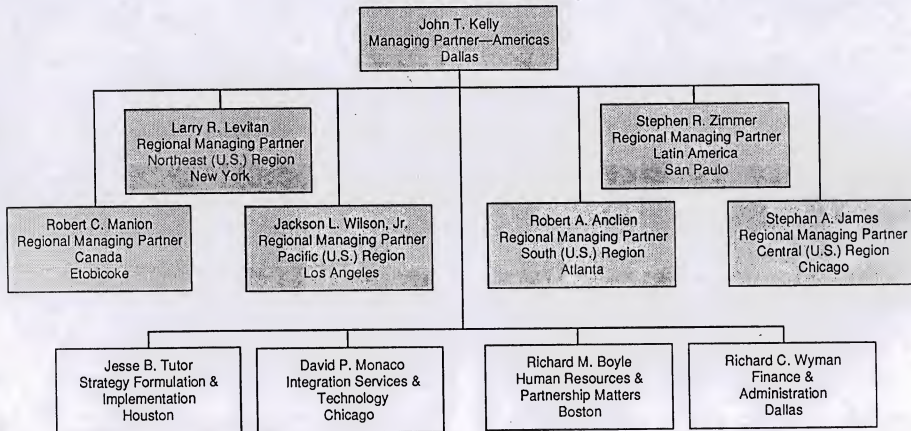 John T. Kelly
Managing Partner—Americas
Dallas
Larry R. Levitan
Regional Managing Partner
Northeast (U.S.) Region
New York
Stephen R. Zimmer
Regional Managing Partner
Latin America
San Paulo
Robert C. Manion
Regional Managing Partner
Canada
Etobicoke
Jackson L. Wilson, Jr.
Regional Managing Partner
Pacific (U.S.) Region
Los Angeles
Robert A. Anclien
Regional Managing Partner
South (U.S.) Region
Atlanta
Stephan A. James
Regional Managing Partner
Central (U.S.) Region
Chicago
Jesse B. Tutor
Strategy Formulation &
Implementation
Houston
David P. Monaco
Integration Services &
Technology
Chicago
Richard M. Boyle
Human Resources &
Partnership Matters
Boston
Richard C. Wyman
Finance &
Administration
Dallas